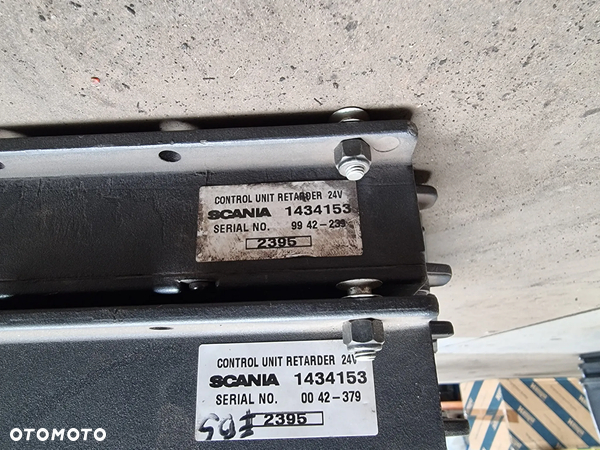 CONTROL UNIT RETARDER 24V
SCANIA 1434153
SERIAL NO. 99 42-239
2395
CONTROL UNIT RETARDER 24V
SCANIA 1434153
SERIAL NO. 00 42-379
2395
OTOMOTO